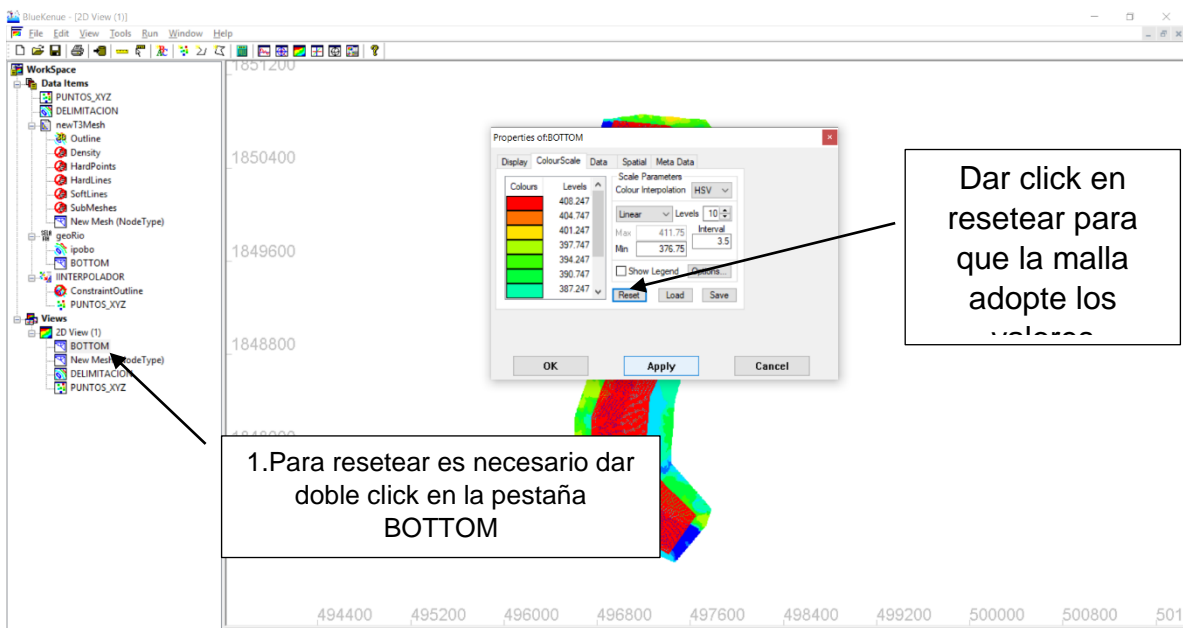 BlueKenue - [2D View (1)]
File Edit View Tools Run Window Help
WorkSpace
Data Items
PUNTOS_XYZ
DELIMITACION
newT3Mesh
Outline
Density
HardPoints
HardLines
SoftLines
SubMeshes
New Mesh (NodeType)
geoRio
ipobo
BOTTOM
IINTERPOLADOR
ConstraintOutline
PUNTOS_XYZ
Views
2D View (1)
BOTTOM
New Mesh (NodeType)
DELIMITACION
PUNTOS_XYZ
1851200
1850400
1849600
1848800
1848000
494400 495200 496000 496800 497600 498400 499200 500000 500800 501
Properties of:BOTTOM
Display ColourScale Data Spatial Meta Data
Colours Levels
408.247
404.747
401.247
397.747
394.247
390.747
387.247
Scale Parameters
Colour Interpolation HSV
Linear Levels 10
Max 411.75 Interval
Min 376.75 3.5
Show Legend Options...
Reset Load Save
OK Apply Cancel
Dar click en
resetear para
que la malla
adopte los
valores
1.Para resetear es necesario dar
doble click en la pestaña
BOTTOM